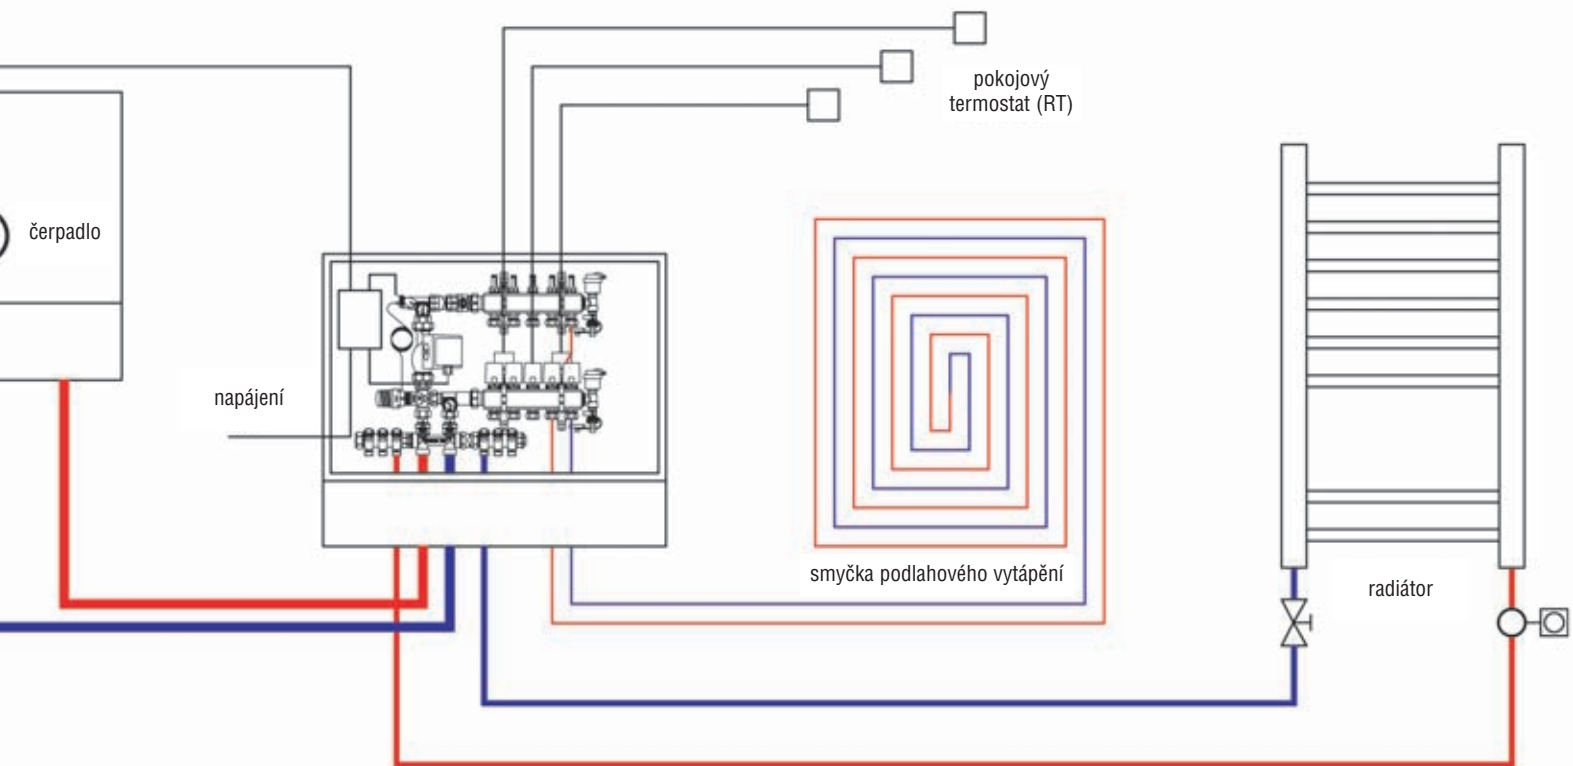 pokojový
termostat (RT)
čerpadlo
napájení
smyčka podlahového vytápění
radiátor